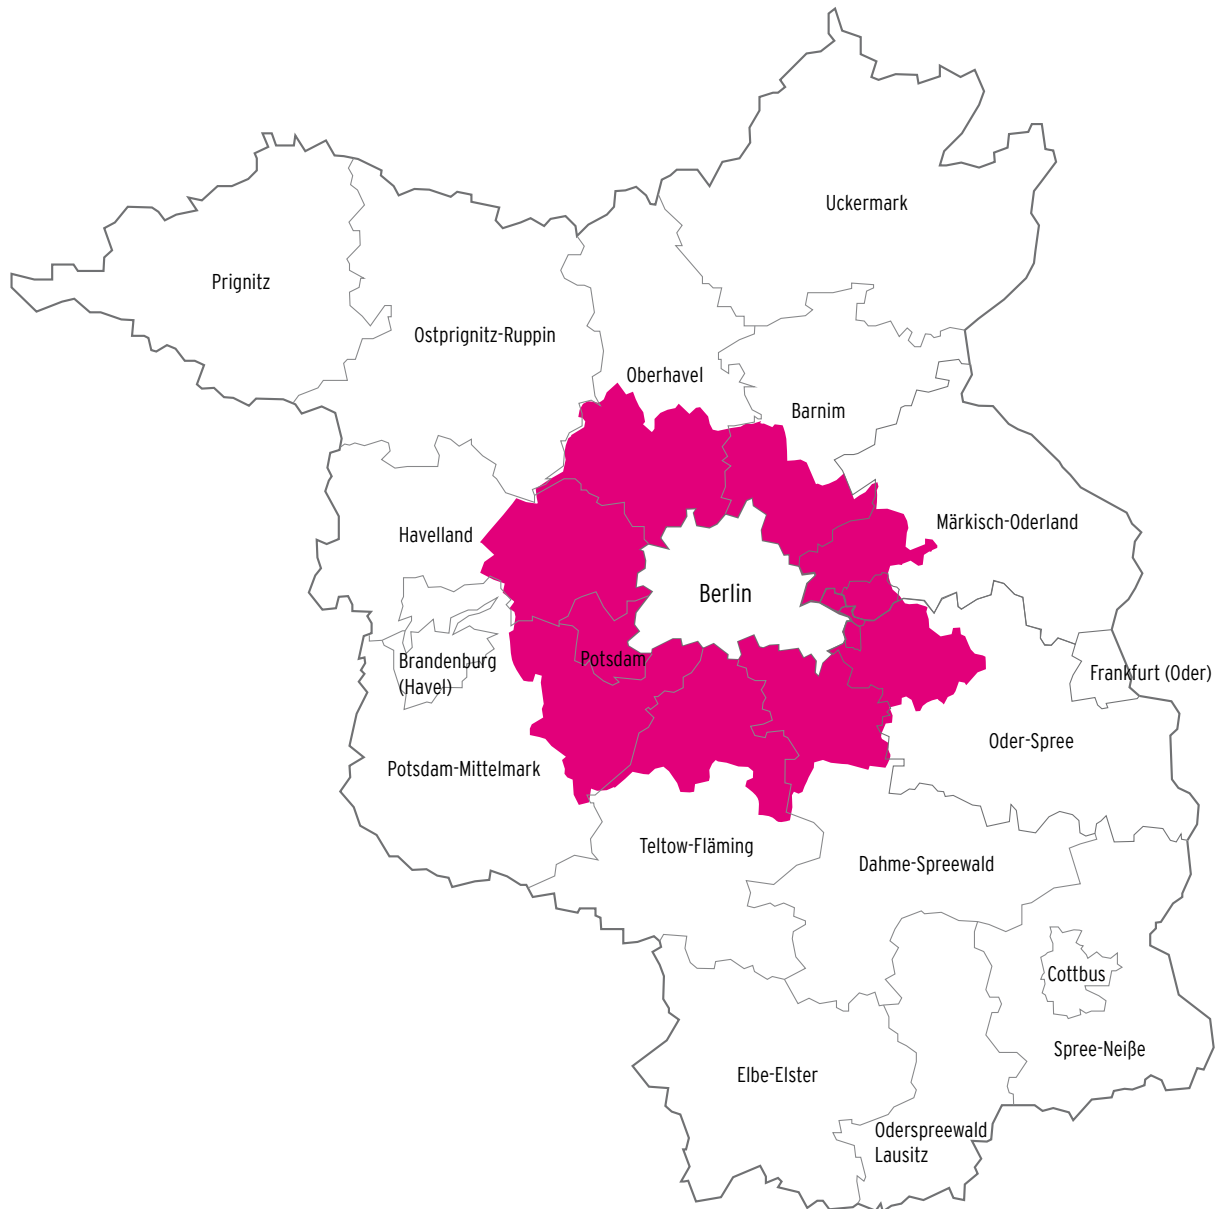 Uckermark
Prignitz
Ostprignitz-Ruppin
Oberhavel
Barnim
Märkisch-Oderland
Havelland
Berlin
Brandenburg
(Havel)
Potsdam
Frankfurt (Oder)
Oder-Spree
Potsdam-Mittelmark
Teltow-Fläming
Dahme-Spreewald
Cottbus
Spree-Neiße
Elbe-Elster
Oderspreewald
Lausitz